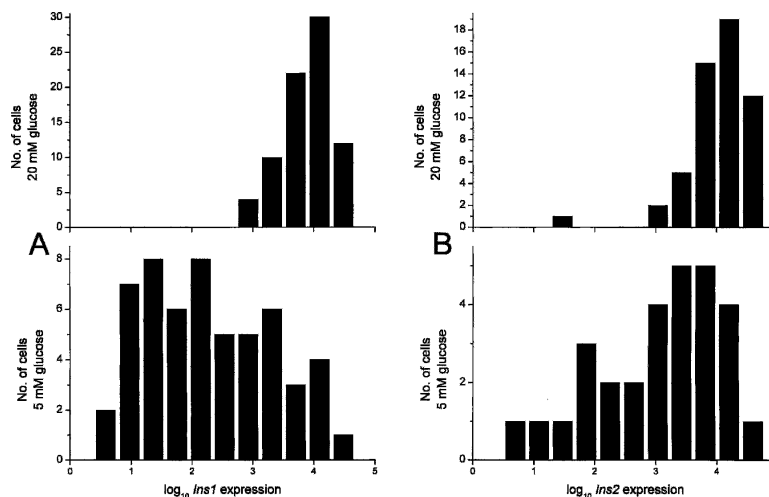 30
25
20
15
10
5
0
No. of cells
20 mM glucose
18
16
14
12
10
8
6
4
2
0
No. of cells
20 mM glucose
A
B
8
6
4
2
0
No. of cells
5 mM glucose
0 1 2 3 4 5
log10 Ins1 expression
4
2
0
No. of cells
5 mM glucose
0 1 2 3 4
log10 Ins2 expression